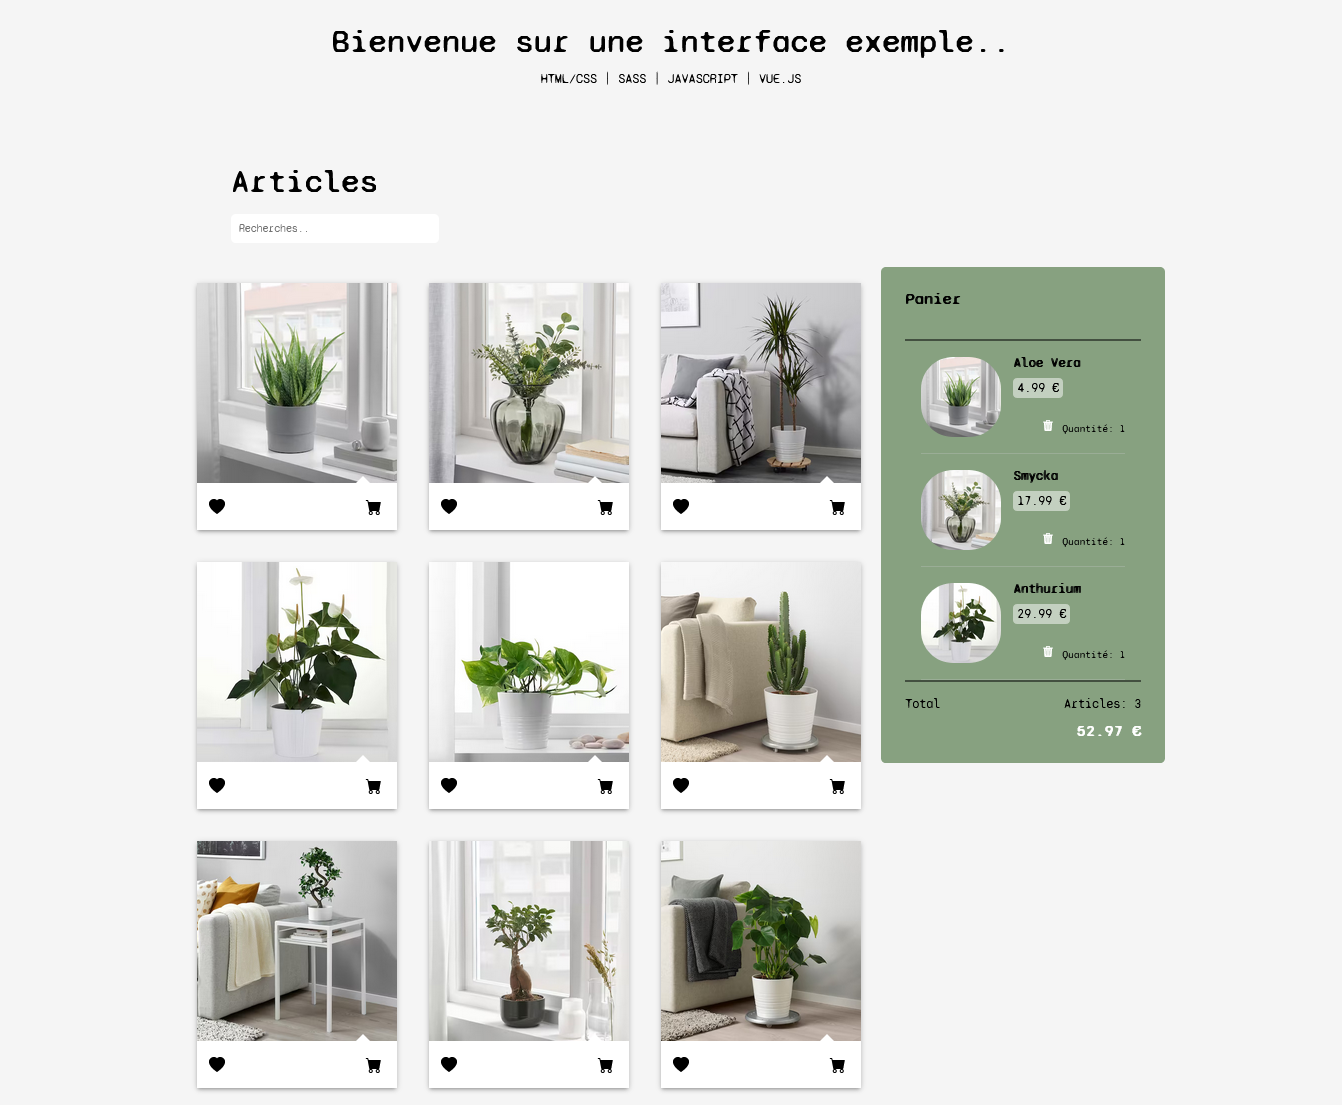 Bienvenue sur une interface exemple..
HTML/CSS | SASS | JAVASCRIPT | VUE.JS
Articles
Recherches..
Panier
Aloe Vera
4.99 €
Quantité: 1
Smycka
17.99 €
Quantité: 1
Anthurium
29.99 €
Quantité: 1
Total Articles: 3
52.97 €